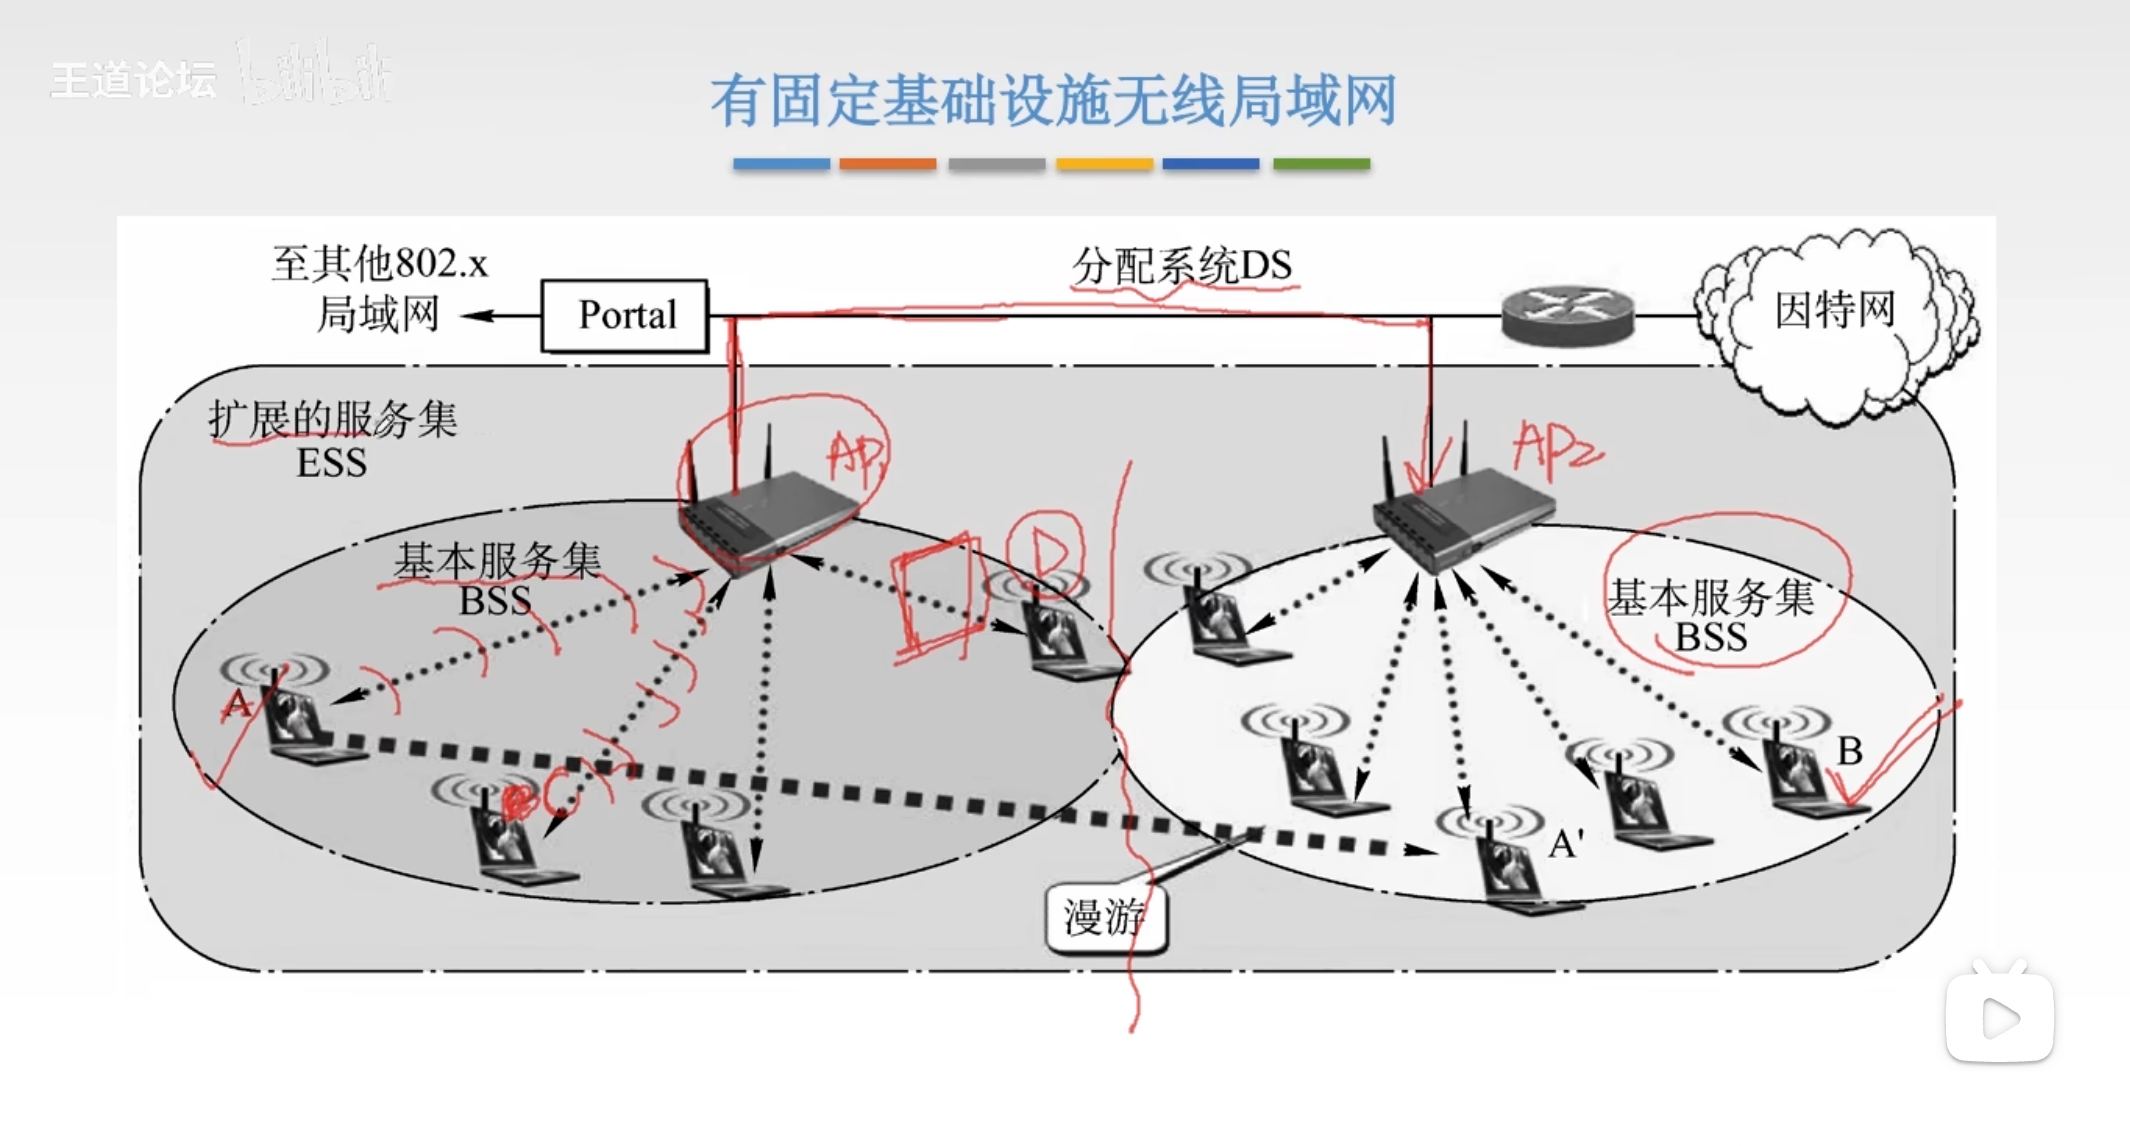 王道论坛 bilibili
有固定基础设施无线局域网
至其他802.x
局域网
Portal
分配系统DS
因特网
扩展的服务集
ESS
AP1
AP2
基本服务集
BSS
D
基本服务集
BSS
A
C
B
A'
漫游